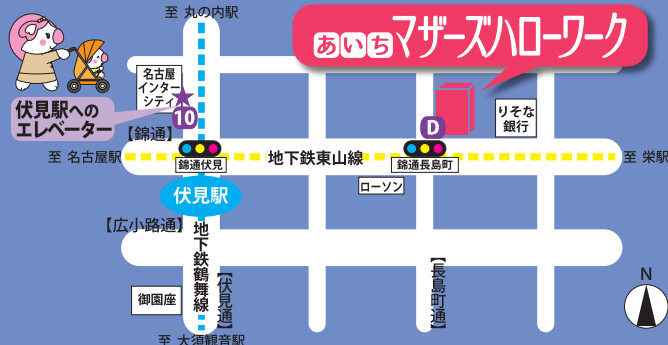 至 丸の内駅
あいち マザーズハローワーク
名古屋
インター
シティ
10
伏見駅への
エレベーター
【錦通】
D
りそな
銀行
至 名古屋駅
錦通伏見
地下鉄東山線
錦通長島町
至 栄駅
ローソン
伏見駅
【広小路通】
地下鉄鶴舞線
【伏見通】
【長島町通】
御園座
N
至 大須観音駅